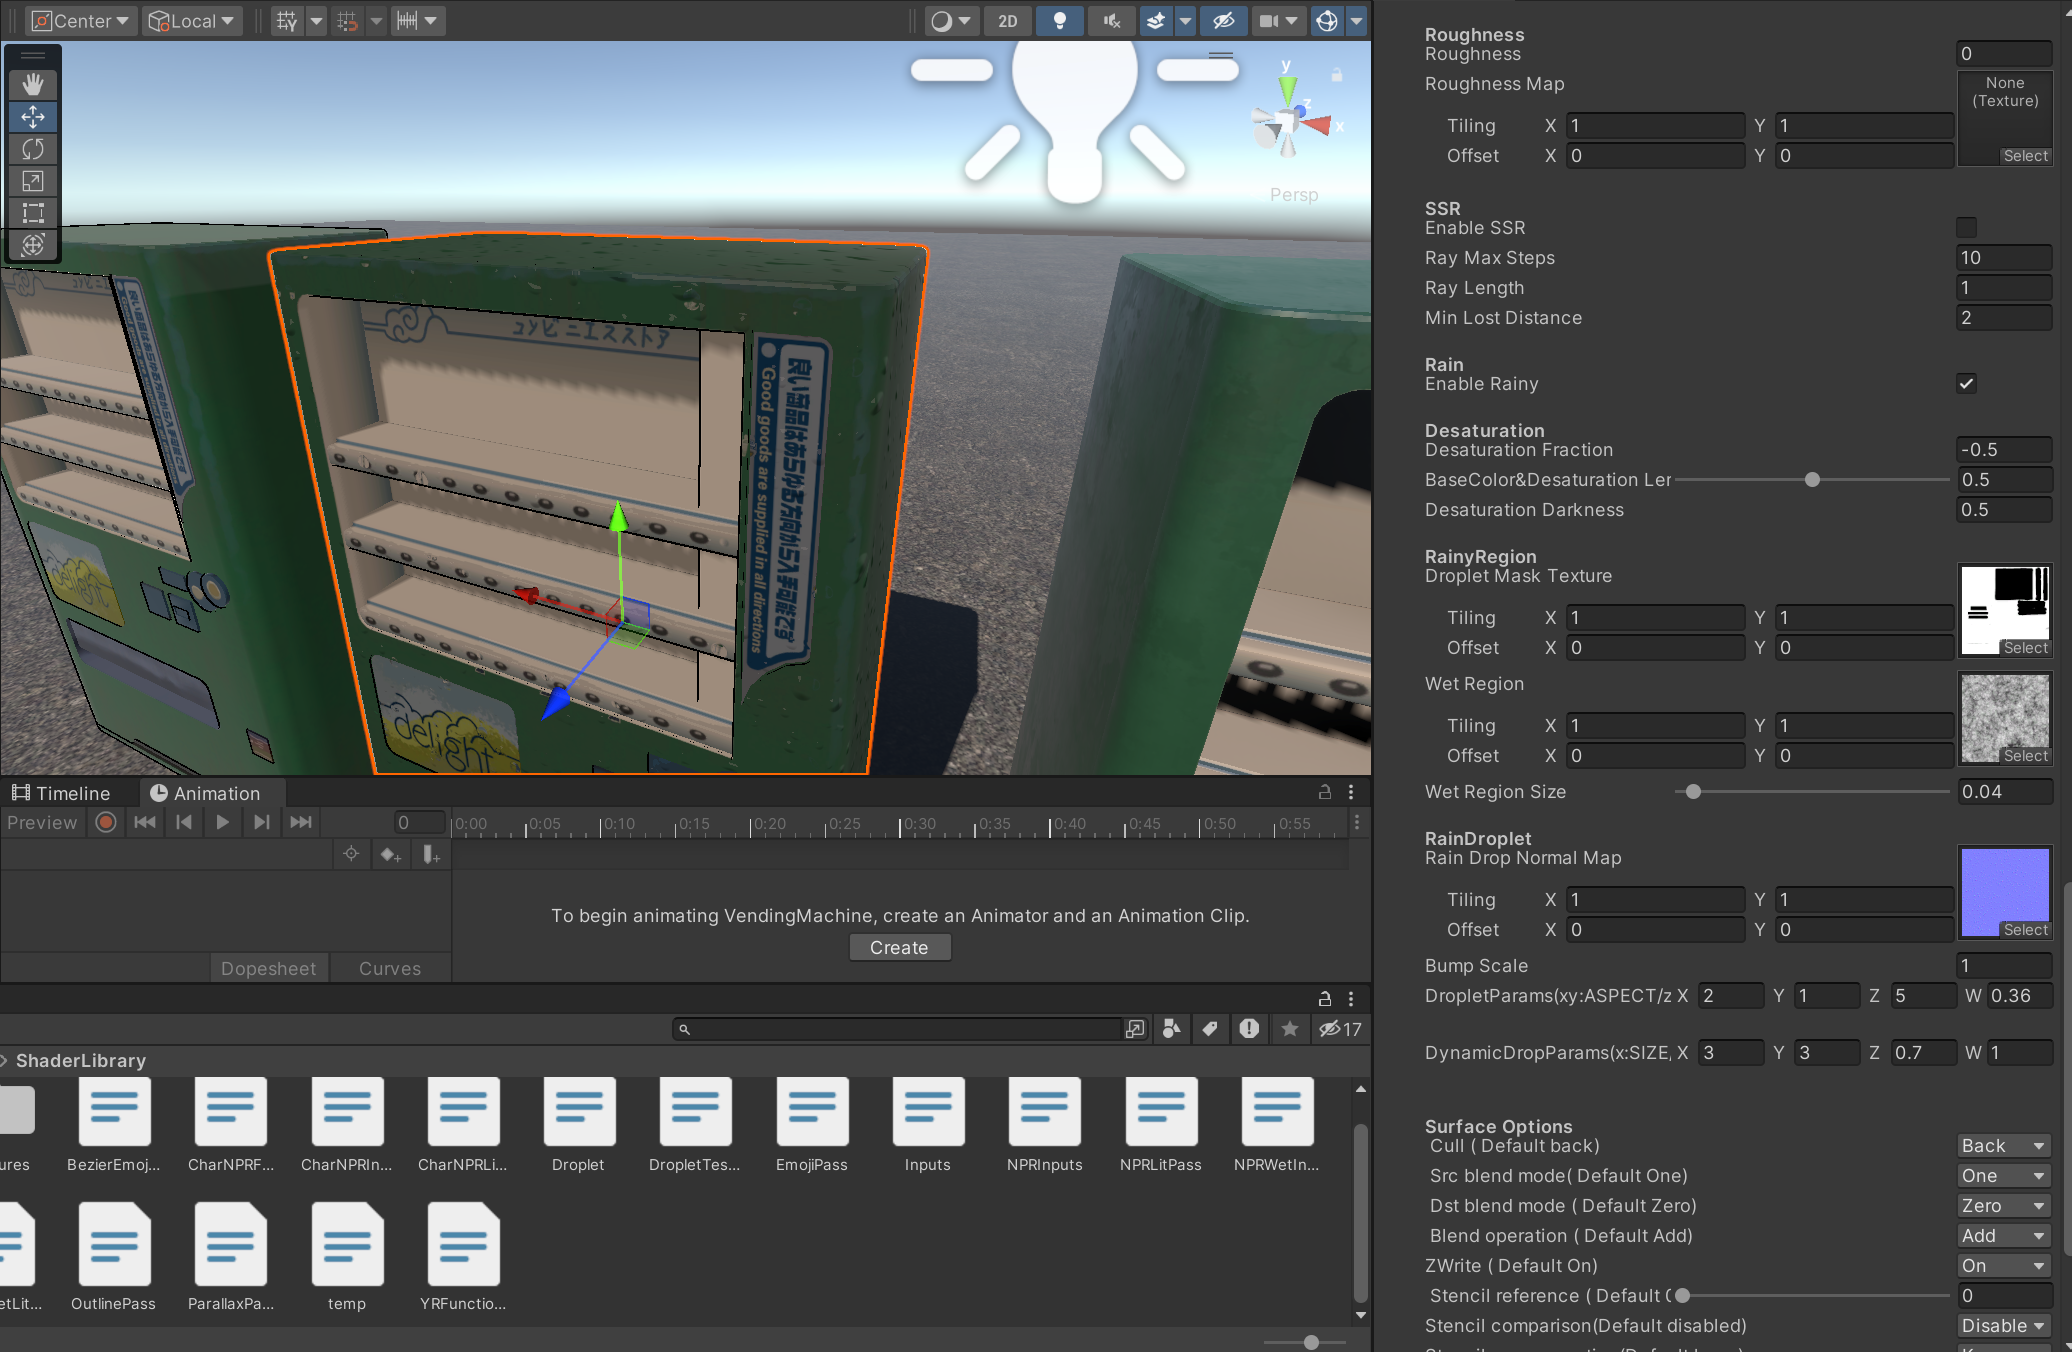 Center
Local
2D
y
z
x
Persp
コンビニエスストア
良い商品はあらゆる方向から入手可能です
Good goods are supplied in all directions
delight
delight
Timeline
Animation
Preview
0
0:00
0:05
0:10
0:15
0:20
0:25
0:30
0:35
0:40
0:45
0:50
0:55
To begin animating VendingMachine, create an Animator and an Animation Clip.
Create
Dopesheet
Curves
17
ShaderLibrary
ures
BezierEmoj...
CharNPRF...
CharNPRIn...
CharNPRLi...
Droplet
DropletTes...
EmojiPass
Inputs
NPRInputs
NPRLitPass
NPRWetIn...
etLit...
OutlinePass
ParallaxPa...
temp
YRFunctio...
Roughness
Roughness 0
Roughness Map
None
(Texture)
Tiling X 1 Y 1
Offset X 0 Y 0
Select
SSR
Enable SSR
Ray Max Steps 10
Ray Length 1
Min Lost Distance 2
Rain
Enable Rainy
Desaturation
Desaturation Fraction -0.5
BaseColor&Desaturation Ler 0.5
Desaturation Darkness 0.5
RainyRegion
Droplet Mask Texture
Tiling X 1 Y 1
Offset X 0 Y 0
Select
Wet Region
Tiling X 1 Y 1
Offset X 0 Y 0
Select
Wet Region Size 0.04
RainDroplet
Rain Drop Normal Map
Tiling X 1 Y 1
Offset X 0 Y 0
Select
Bump Scale 1
DropletParams(xy:ASPECT/z X 2 Y 1 Z 5 W 0.36
DynamicDropParams(x:SIZE, X 3 Y 3 Z 0.7 W 1
Surface Options
Cull ( Default back) Back
Src blend mode( Default One) One
Dst blend mode ( Default Zero) Zero
Blend operation ( Default Add) Add
ZWrite ( Default On) On
Stencil reference ( Default ( 0
Stencil comparison(Default disabled) Disable